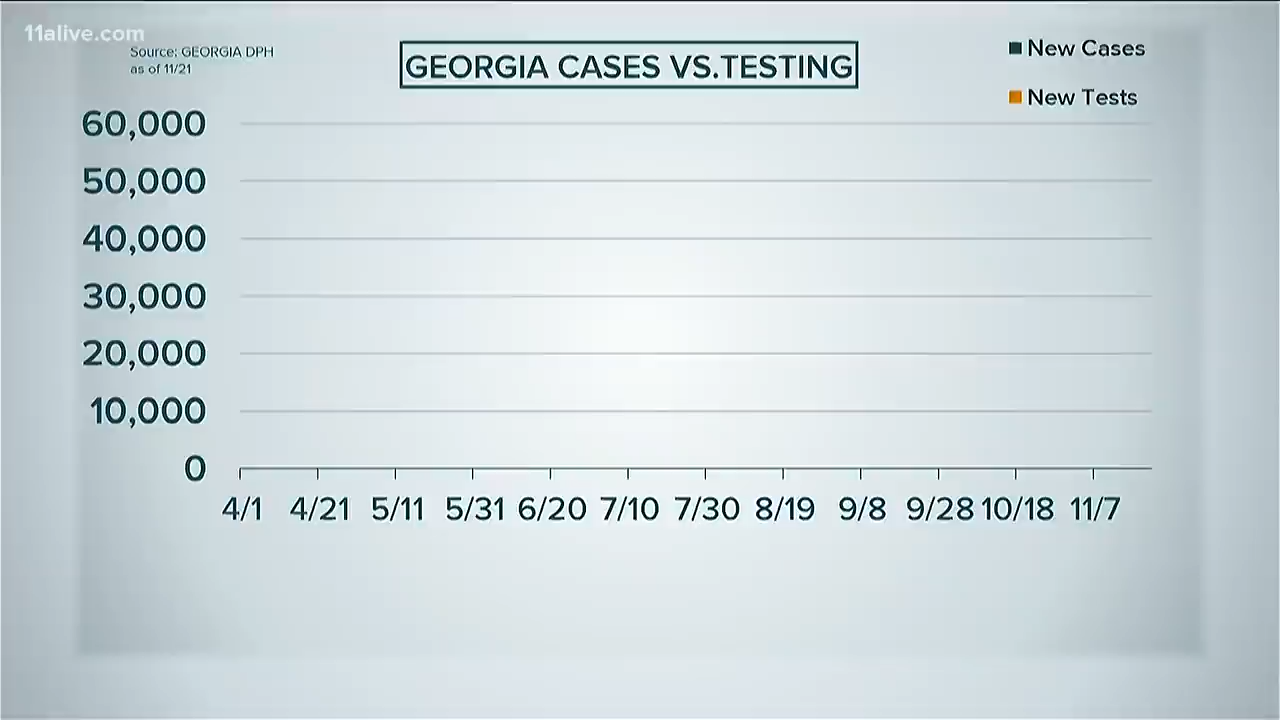 11alive.com
Source: GEORGIA DPH
as of 11/21
GEORGIA CASES VS.TESTING
New Cases
New Tests
60,000
50,000
40,000
30,000
20,000
10,000
0
4/1 4/21 5/11 5/31 6/20 7/10 7/30 8/19 9/8 9/28 10/18 11/7